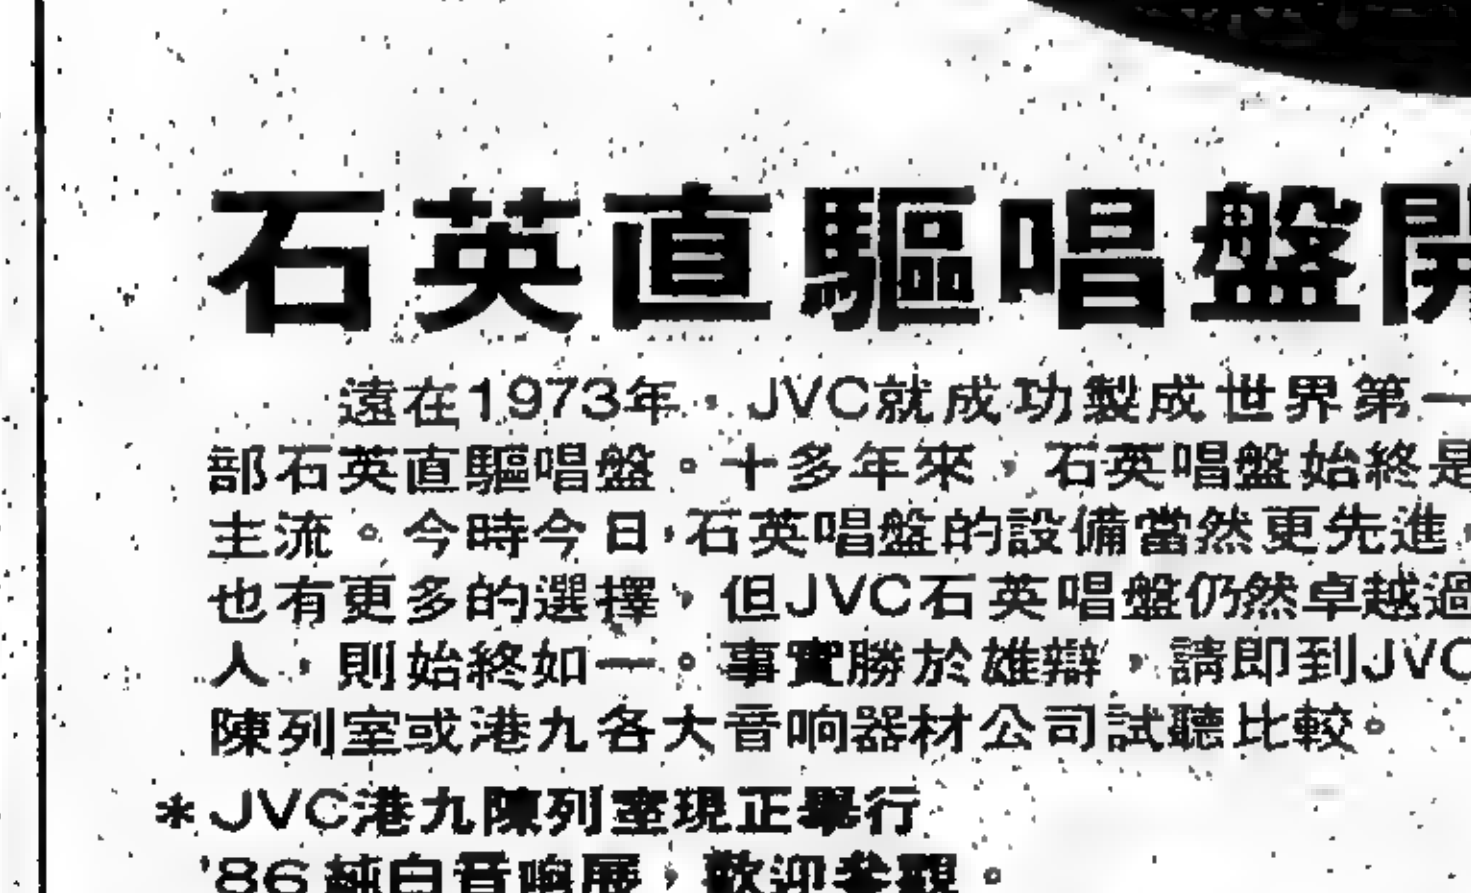 石英直驅唱盤開
遠在1973年，JVC就成功製成世界第一
部石英直驅唱盤。十多年來，石英唱盤始終是
主流。今時今日，石英唱盤的設備當然更先進，
也有更多的選擇，但JVC石英唱盤仍然卓越過
人，則始終如一。事實勝於雄辯，請即到JVC
陳列室或港九各大音响器材公司試聽比較。
*JVC港九陳列室現正舉行
'86純白音响展，歡迎參觀。